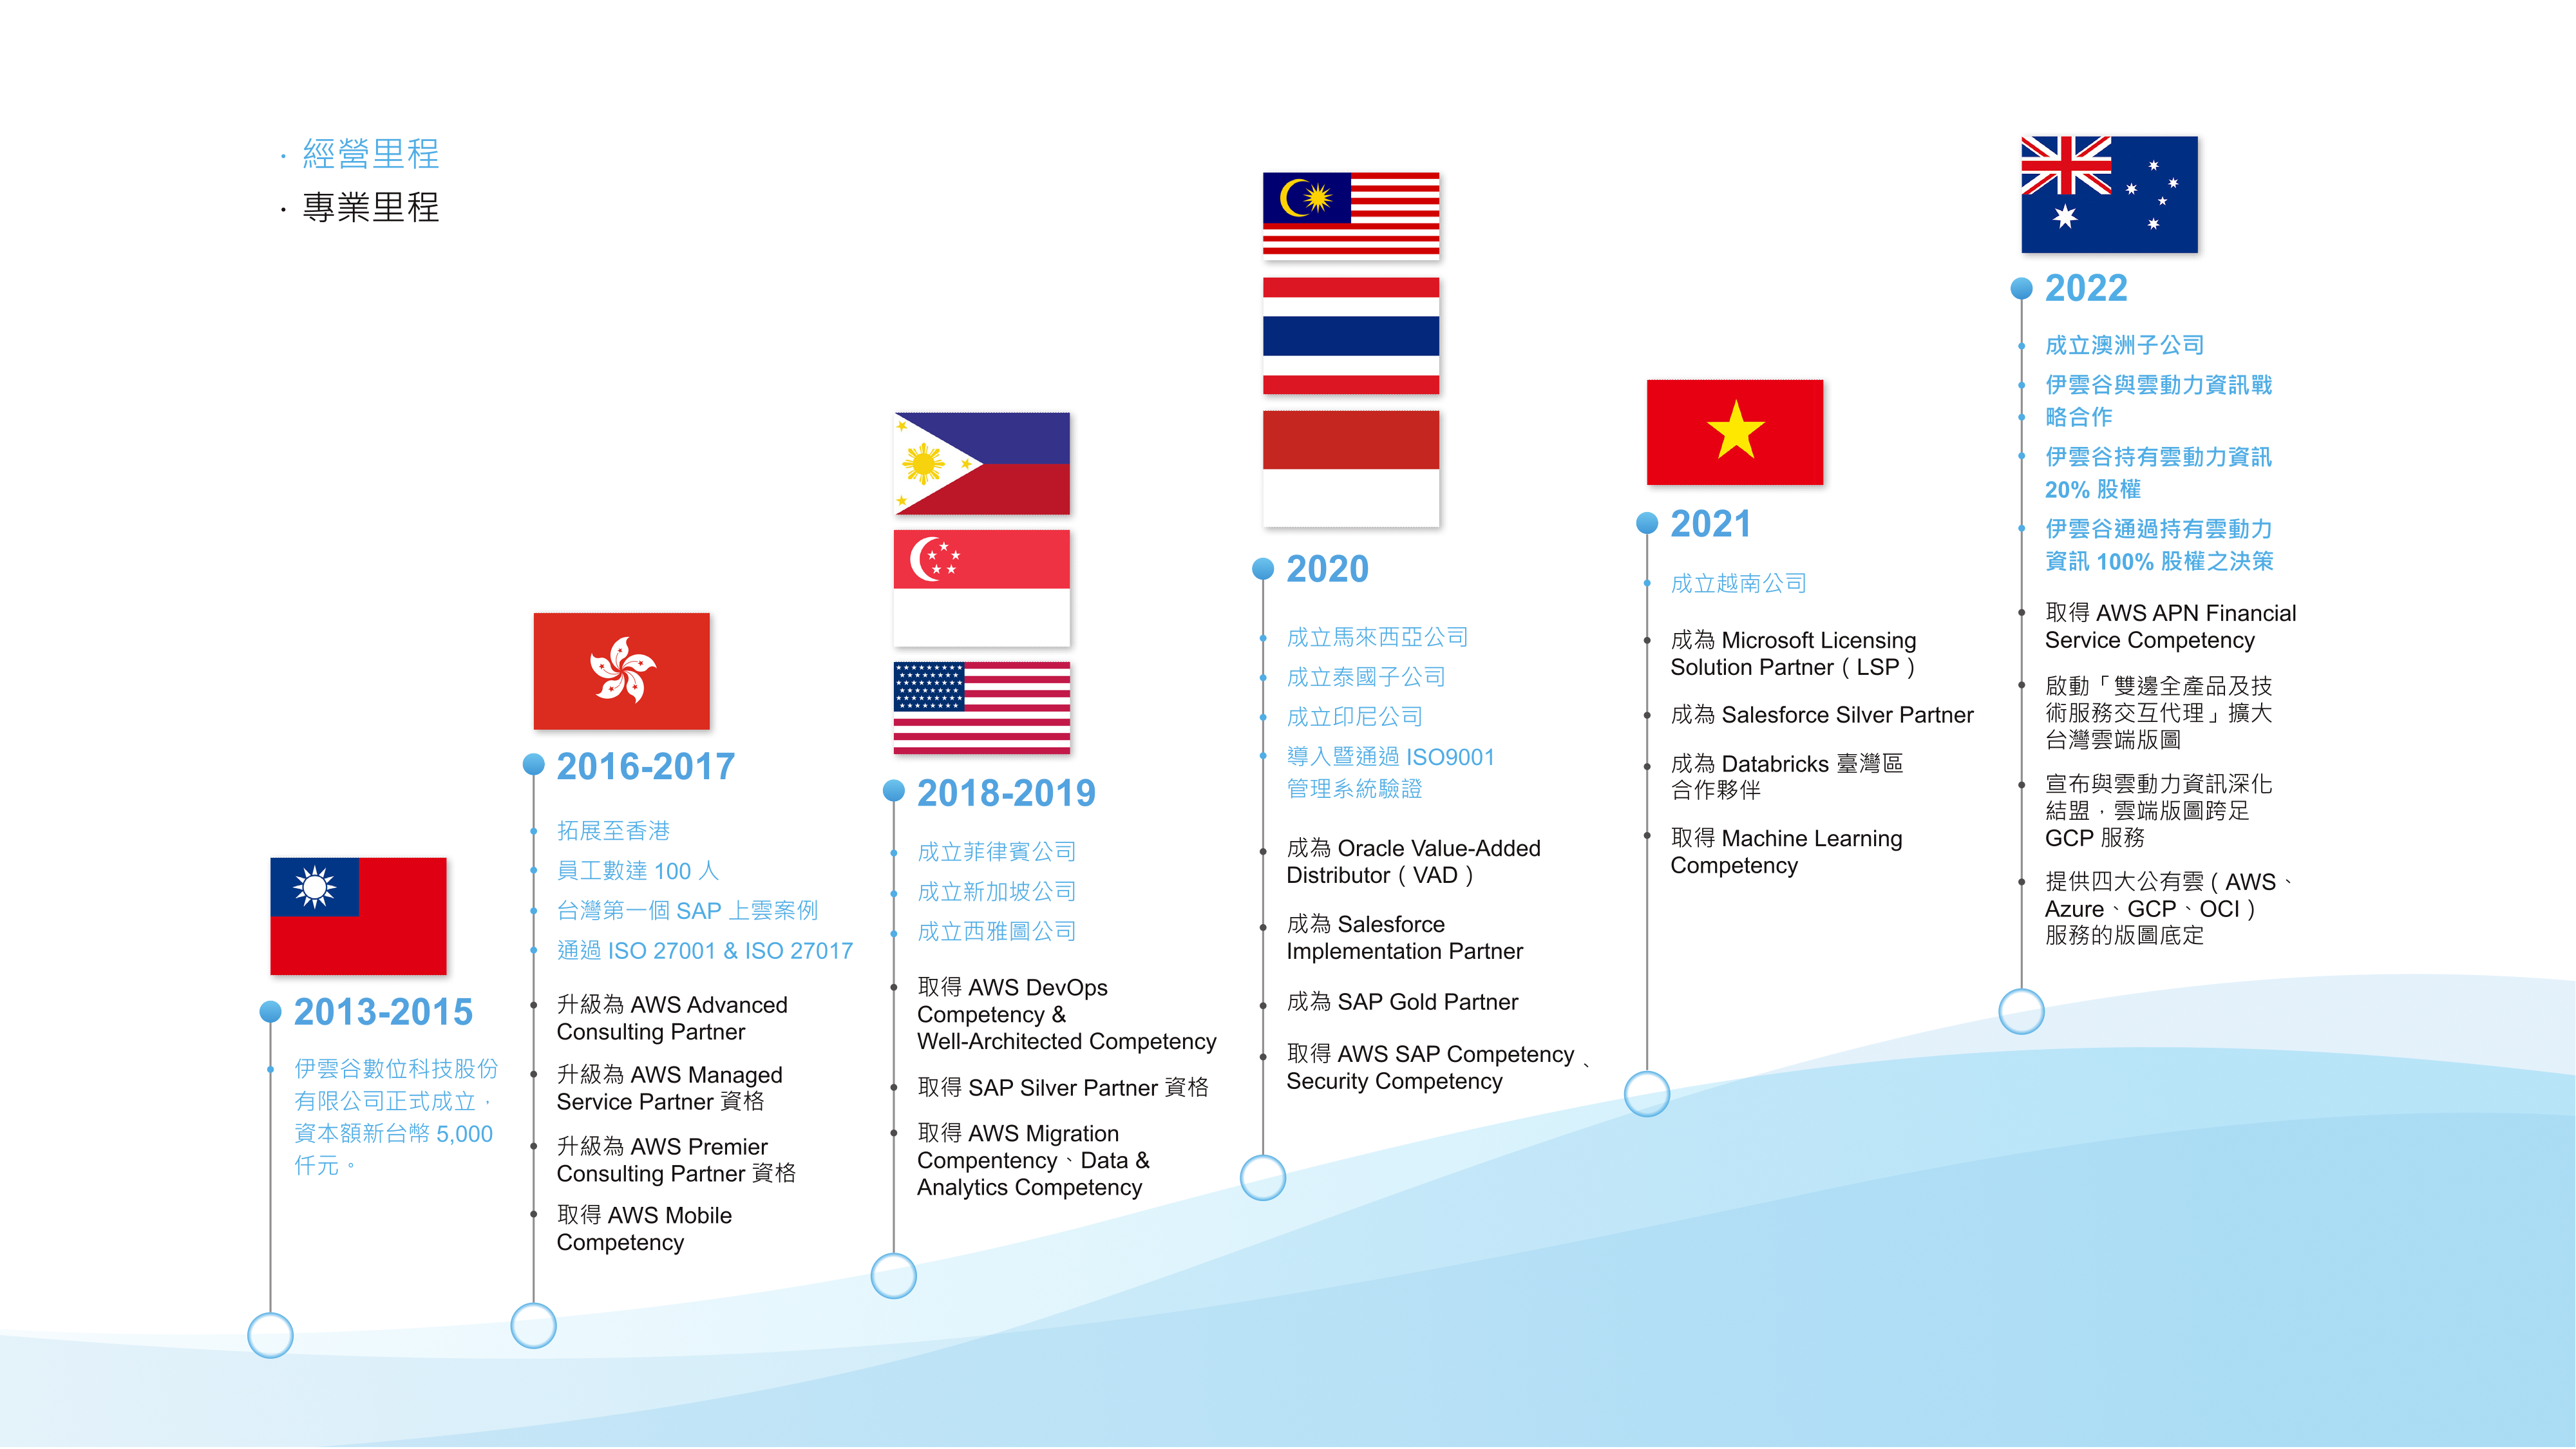 · 經營里程
· 專業里程
2013-2015
伊雲谷數位科技股份
有限公司正式成立，
資本額新台幣 5,000
仟元。
2016-2017
拓展至香港
員工數達 100 人
台灣第一個 SAP 上雲案例
通過 ISO 27001 & ISO 27017
升級為 AWS Advanced
Consulting Partner
升級為 AWS Managed
Service Partner 資格
升級為 AWS Premier
Consulting Partner 資格
取得 AWS Mobile
Competency
2018-2019
成立菲律賓公司
成立新加坡公司
成立西雅圖公司
取得 AWS DevOps
Competency &
Well-Architected Competency
取得 SAP Silver Partner 資格
取得 AWS Migration
Compentency、Data &
Analytics Competency
2020
成立馬來西亞公司
成立泰國子公司
成立印尼公司
導入暨通過 ISO9001
管理系統驗證
成為 Oracle Value-Added
Distributor（VAD）
成為 Salesforce
Implementation Partner
成為 SAP Gold Partner
取得 AWS SAP Competency、
Security Competency
2021
成立越南公司
成為 Microsoft Licensing
Solution Partner（LSP）
成為 Salesforce Silver Partner
成為 Databricks 臺灣區
合作夥伴
取得 Machine Learning
Competency
2022
成立澳洲子公司
伊雲谷與雲動力資訊戰
略合作
伊雲谷持有雲動力資訊
20% 股權
伊雲谷通過持有雲動力
資訊 100% 股權之決策
取得 AWS APN Financial
Service Competency
啟動「雙邊全產品及技
術服務交互代理」擴大
台灣雲端版圖
宣布與雲動力資訊深化
結盟，雲端版圖跨足
GCP 服務
提供四大公有雲（AWS、
Azure、GCP、OCI）
服務的版圖底定